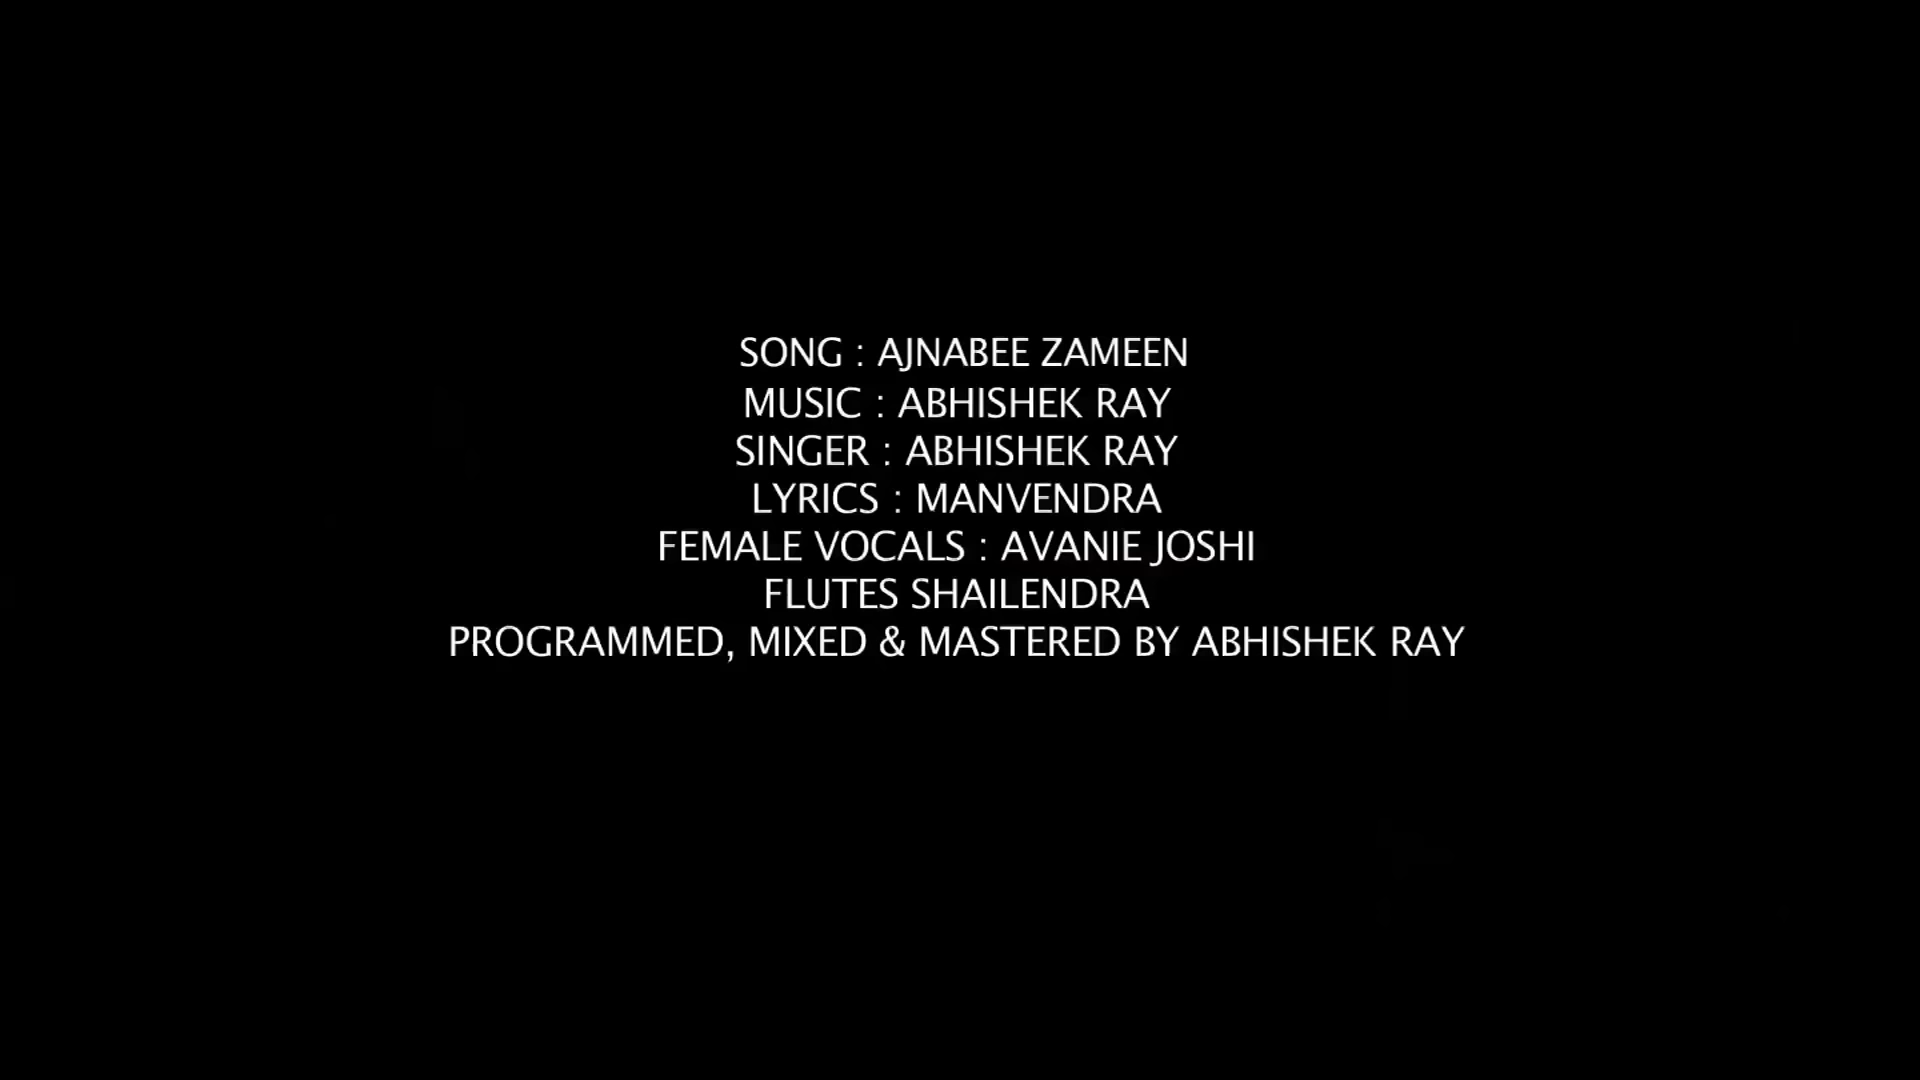 SONG : AJNABEE ZAMEEN
MUSIC : ABHISHEK RAY
SINGER : ABHISHEK RAY
LYRICS : MANVENDRA
FEMALE VOCALS : AVANIE JOSHI
FLUTES SHAILENDRA
PROGRAMMED, MIXED & MASTERED BY ABHISHEK RAY